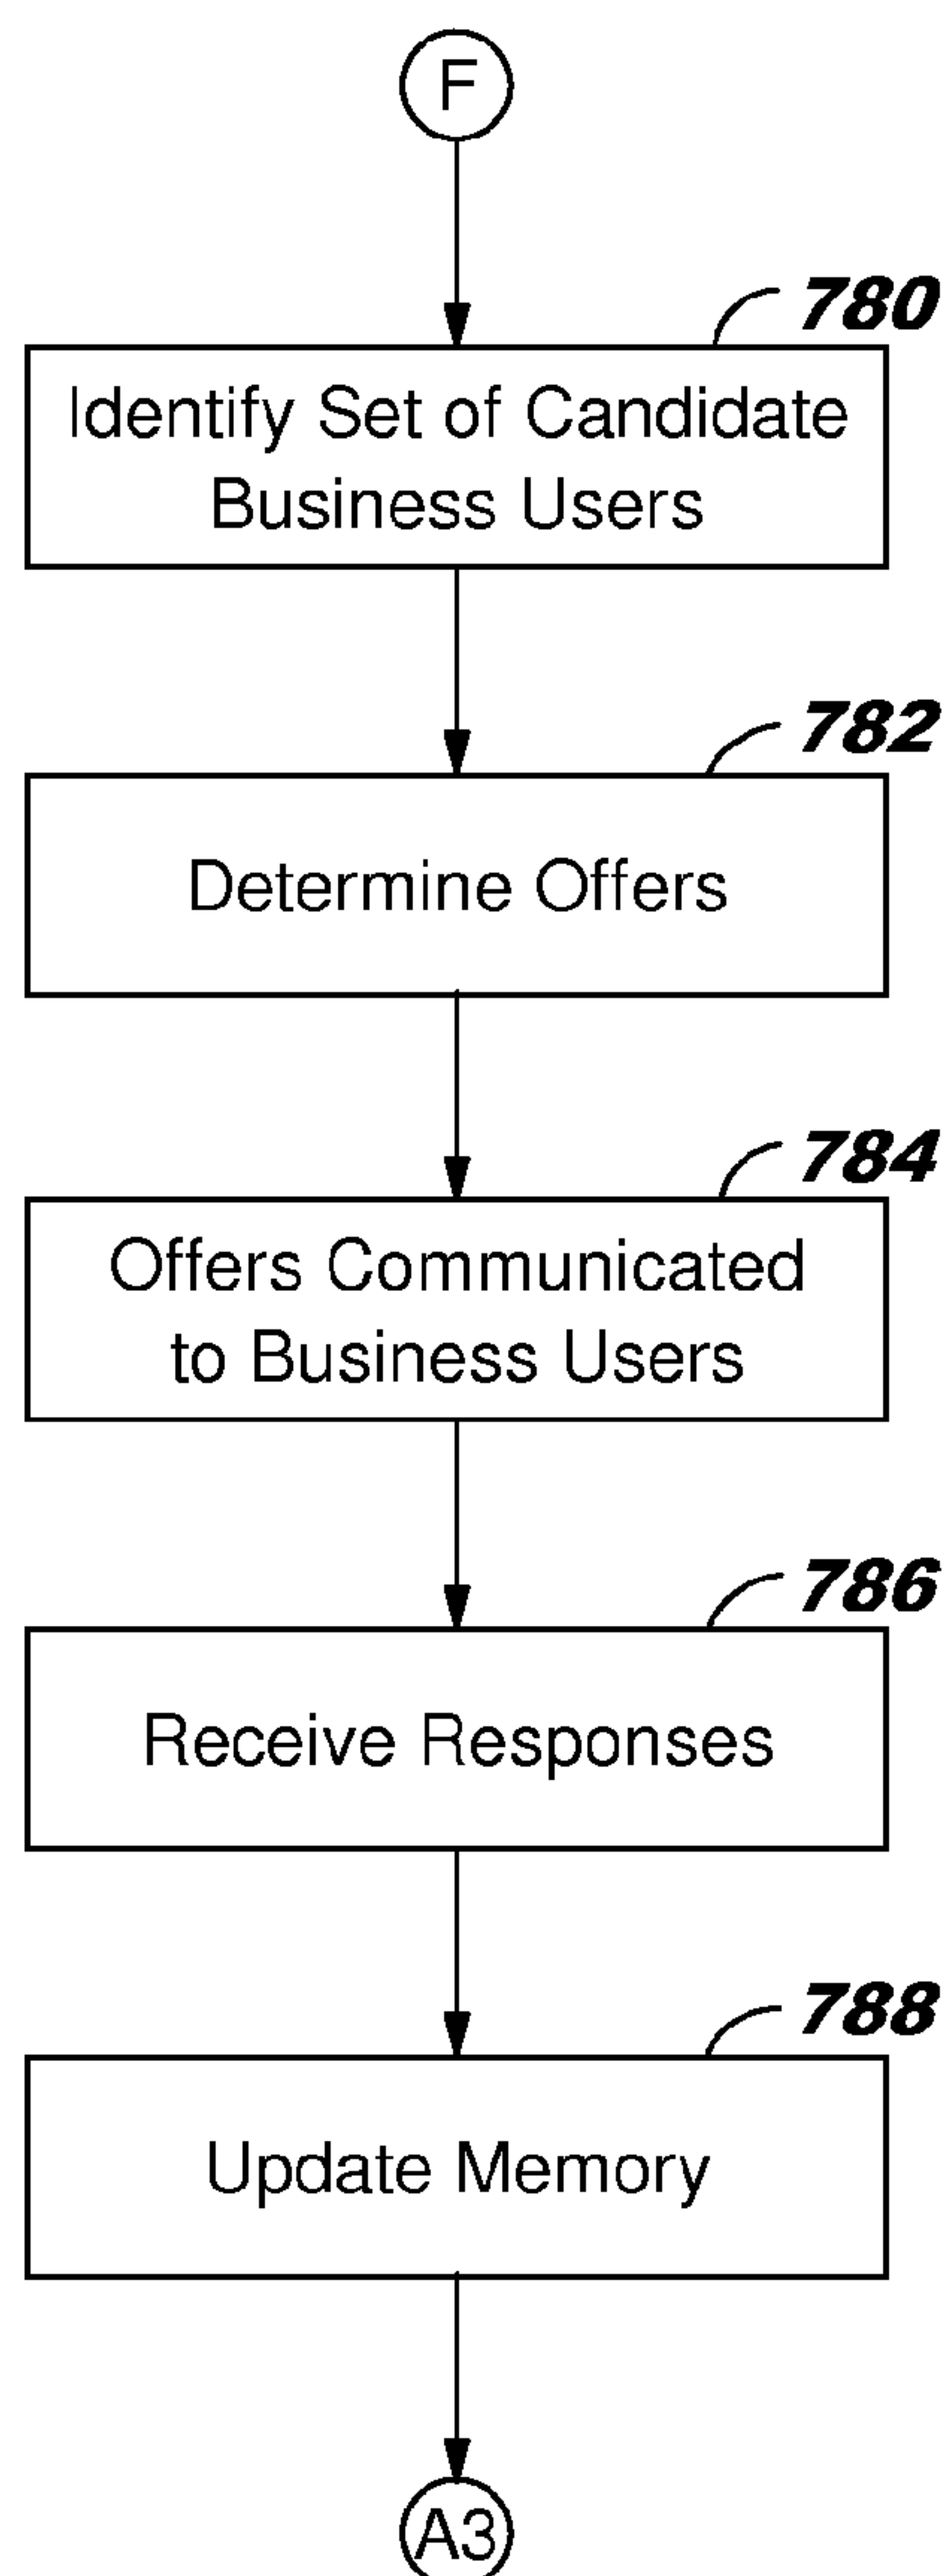 F
780
Identify Set of Candidate
Business Users
782
Determine Offers
784
Offers Communicated
to Business Users
786
Receive Responses
788
Update Memory
A3